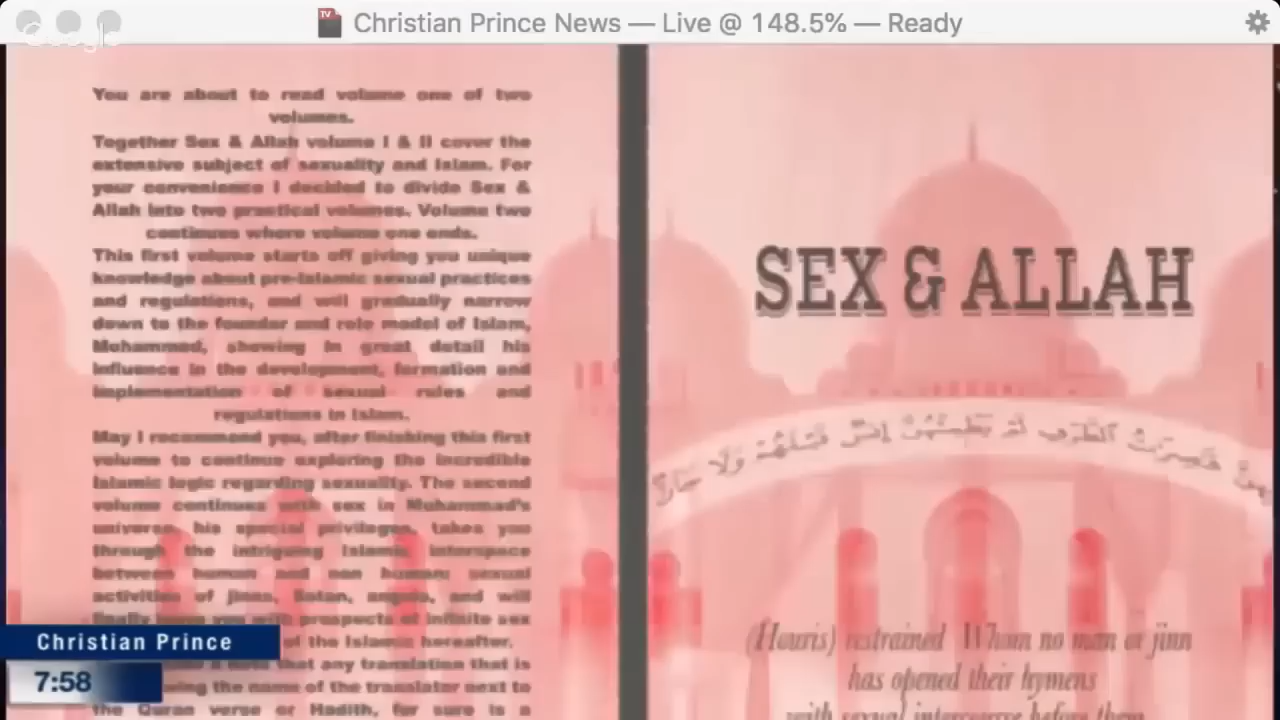 Christian Prince News — Live @ 148.5% — Ready
Google
You are about to read volume one of two
volumes.
Together Sex & Allah volume I & II cover the
extensive subject of sexuality and Islam. For
your convenience I decided to divide Sex &
Allah into two practical volumes. Volume two
continues where volume one ends.
This first volume starts off giving you unique
knowledge about pre-Islamic sexual practices
and regulations, and will gradually narrow
down to the founder and role model of Islam,
Mohammad, showing in great detail his
influence in the development, formation and
implementation of sexual rules and
regulations in Islam.
May I recommend you, after finishing this first
volume to continue exploring the incredible
Islamic logic regarding sexuality. The second
volume continues with sex in Muhammad's
universe, his special privileges, takes you
through the intriguing Islamic interspace
between human and non human sexual
activities of jinns, Satan, angels, and will
finally leave you with prospects of infinite sex
of the Islamic hereafter.
that any translation that is
the name of the translator next to
the Quran verse or Hadith, for sure is a
SEX & ALLAH
(Houris) restrained Whom no man or jinn
has opened their hymens
with sexual intercourse before them
Christian Prince
7:58